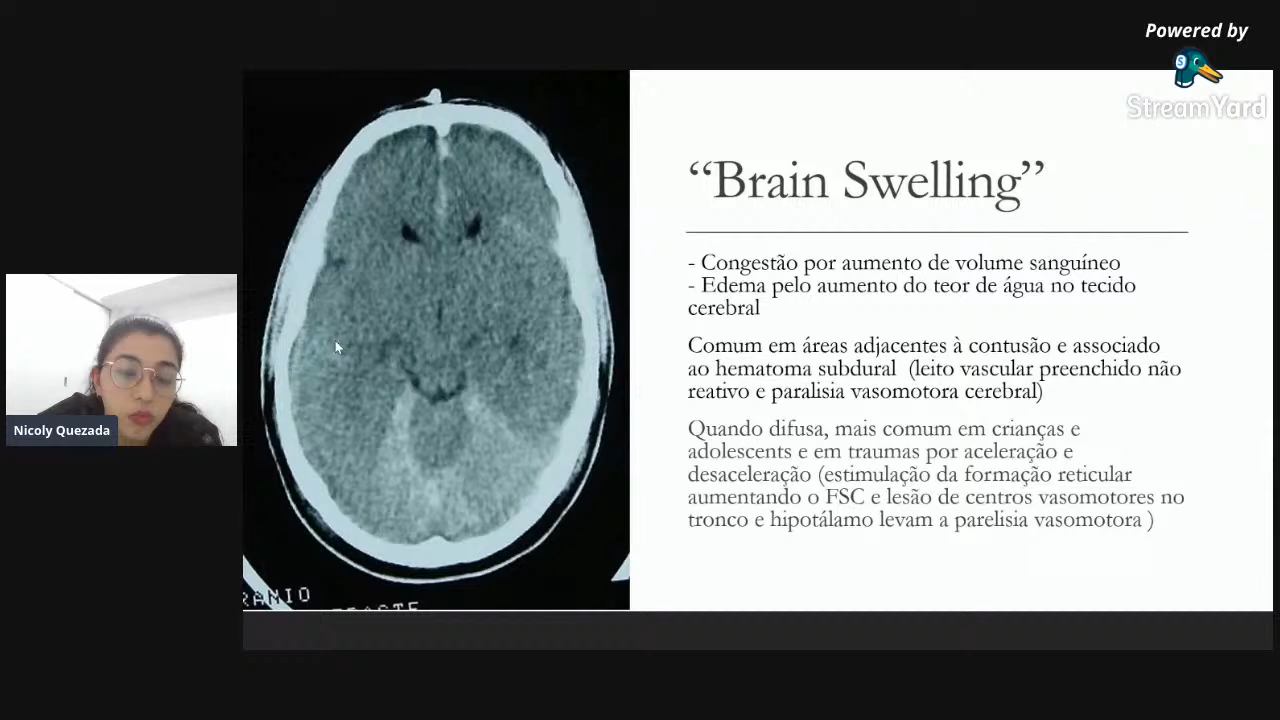 Powered by
StreamYard
“Brain Swelling”
- Congestão por aumento de volume sanguíneo
- Edema pelo aumento do teor de água no tecido
cerebral
Comum em áreas adjacentes à contusão e associado
ao hematoma subdural (leito vascular preenchido não
reativo e paralisia vasomotora cerebral)
Quando difusa, mais comum em crianças e
adolescents e em traumas por aceleração e
desaceleração (estimulação da formação reticular
aumentando o FSC e lesão de centros vasomotores no
tronco e hipotálamo levam a parelisia vasomotora )
Nicoly Quezada
RANIO